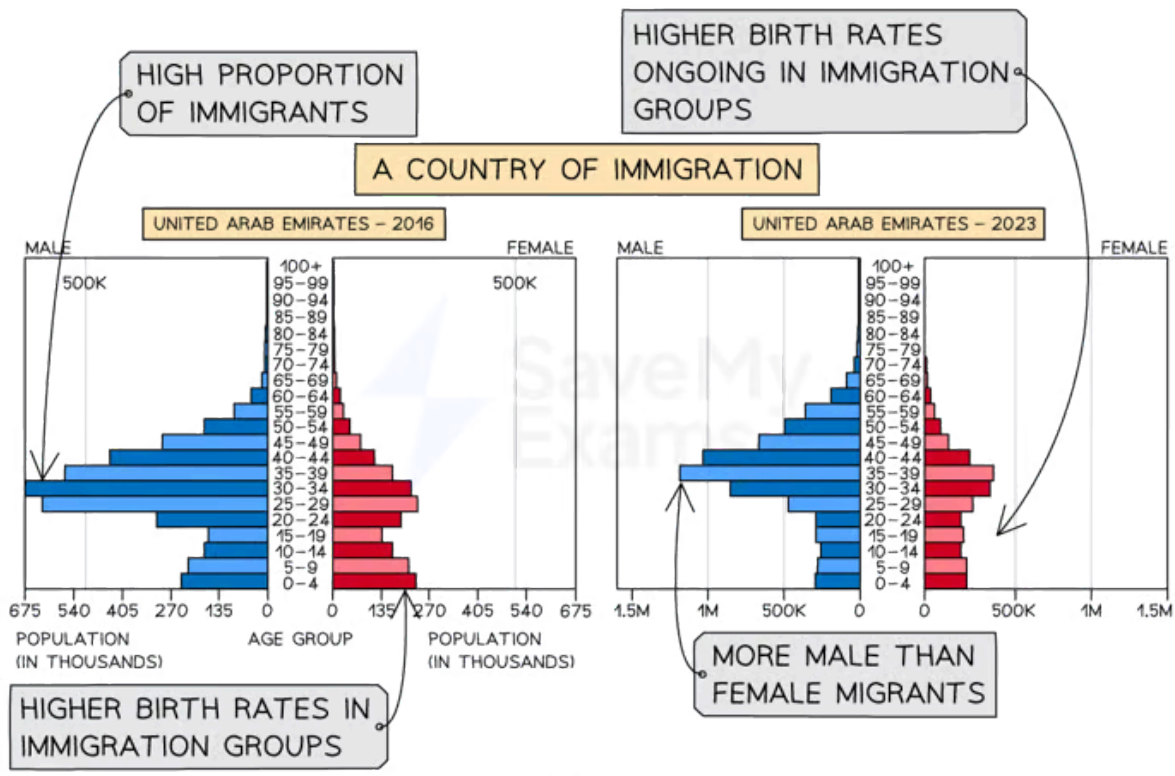 HIGH PROPORTION
OF IMMIGRANTS
HIGHER BIRTH RATES
ONGOING IN IMMIGRATION
GROUPS
A COUNTRY OF IMMIGRATION
UNITED ARAB EMIRATES – 2016
MALE
FEMALE
500K
500K
100+
95–99
90–94
85–89
80–84
75–79
70–74
65–69
60–64
55–59
50–54
45–49
40–44
35–39
30–34
25–29
20–24
15–19
10–14
5–9
0–4
675 540 405 270 135 0
0 135 270 405 540 675
POPULATION
(IN THOUSANDS)
AGE GROUP
POPULATION
(IN THOUSANDS)
HIGHER BIRTH RATES IN
IMMIGRATION GROUPS
UNITED ARAB EMIRATES – 2023
MALE
FEMALE
100+
95–99
90–94
85–89
80–84
75–79
70–74
65–69
60–64
55–59
50–54
45–49
40–44
35–39
30–34
25–29
20–24
15–19
10–14
5–9
0–4
1.5M 1M 500K 0
0 500K 1M 1.5M
MORE MALE THAN
FEMALE MIGRANTS
SaveMy
Exams